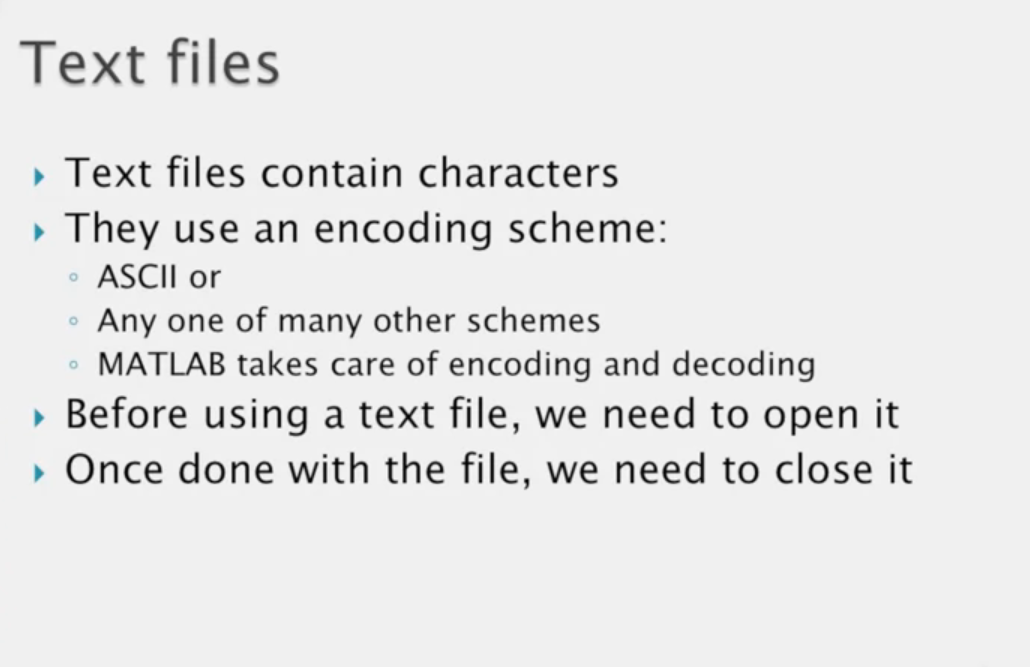 Text files
Text files contain characters
They use an encoding scheme:
ASCII or
Any one of many other schemes
MATLAB takes care of encoding and decoding
Before using a text file, we need to open it
Once done with the file, we need to close it